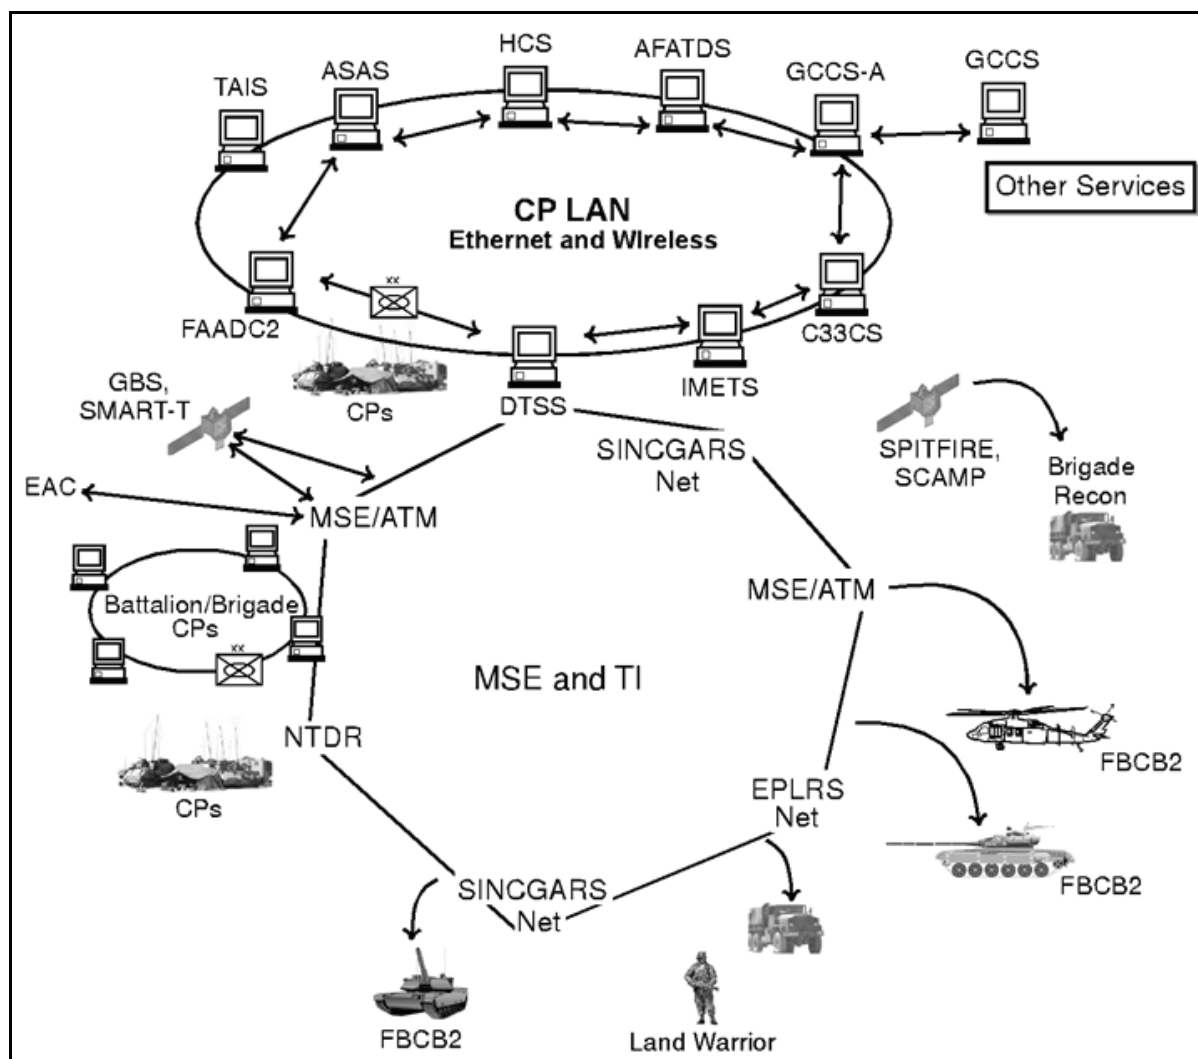 HCS
AFATDS
ASAS
GCCS-A
GCCS
TAIS
Other Services
CP LAN
Ethernet and WIreless
xx
FAADC2
C33CS
IMETS
GBS,
SMART-T
CPs
DTSS
SINCGARS
Net
SPITFIRE,
SCAMP
Brigade
Recon
EAC
MSE/ATM
MSE/ATM
Battalion/Brigade
CPs
xx
MSE and TI
NTDR
FBCB2
CPs
EPLRS
Net
FBCB2
SINCGARS
Net
FBCB2
Land Warrior